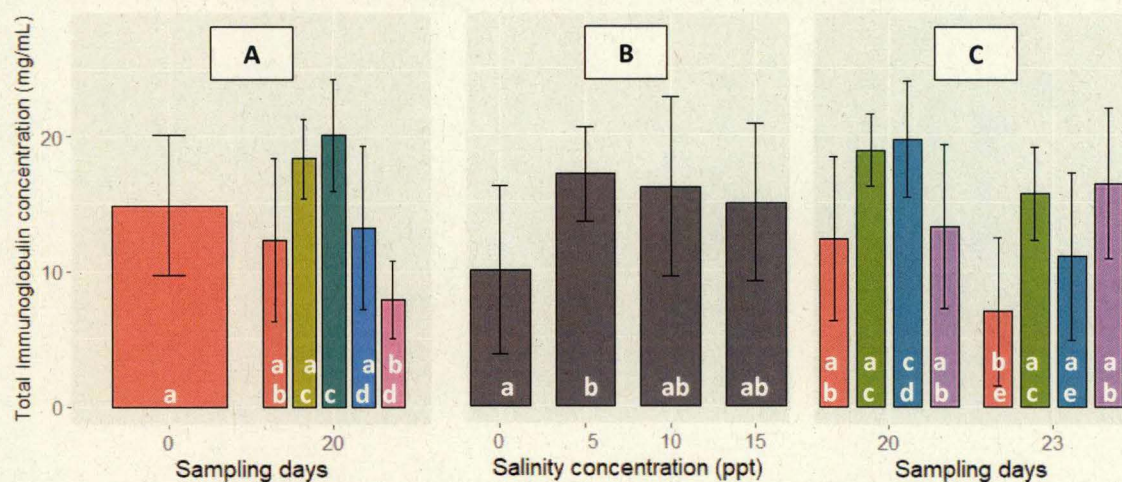 A
B
C
Total Immunoglobulin concentration (mg/mL)
20
10
0
a
a
b
a
c
c
a
d
b
d
a
b
ab
ab
a
b
a
c
c
d
a
b
b
e
a
c
a
e
a
b
0
20
0
5
10
15
20
23
Sampling days
Salinity concentration (ppt)
Sampling days